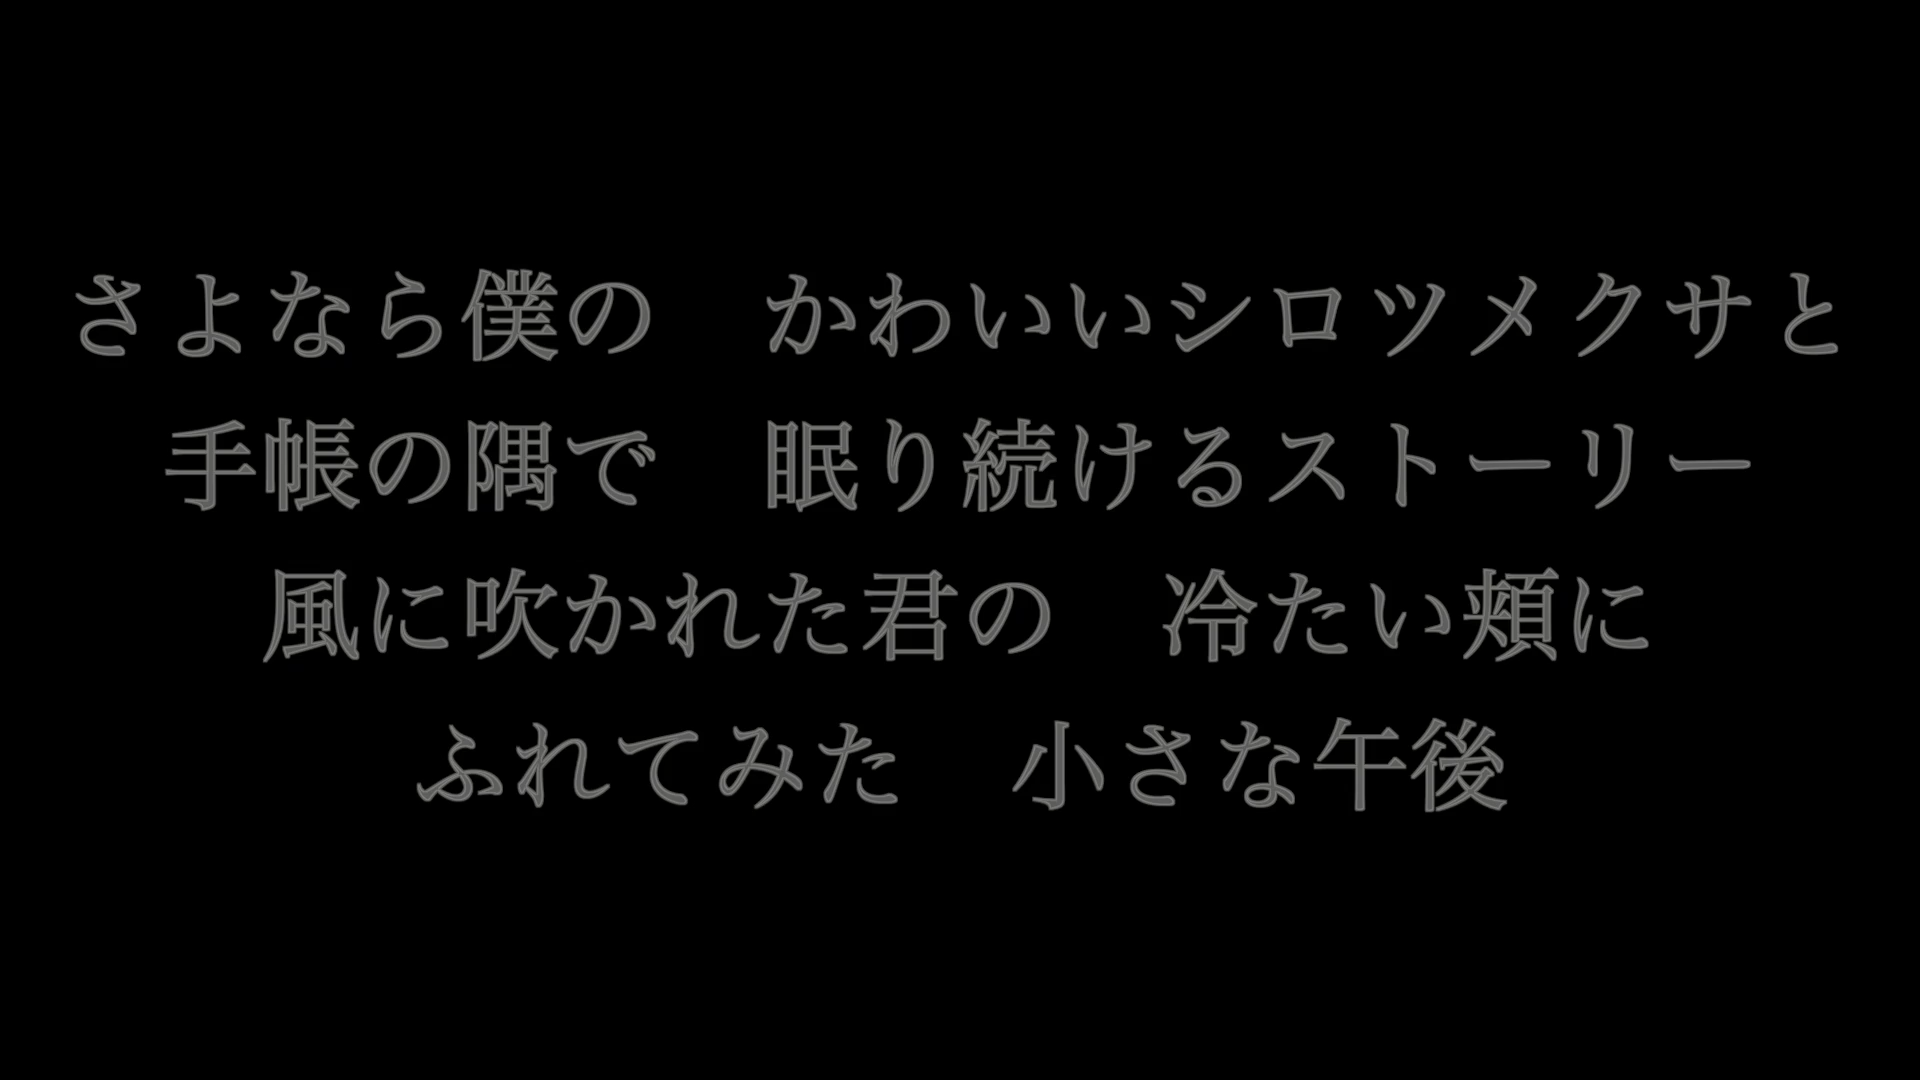 さよなら僕の　かわいいシロツメクサと
手帳の隅で　眠り続けるストーリー
風に吹かれた君の　冷たい頬に
ふれてみた　小さな午後